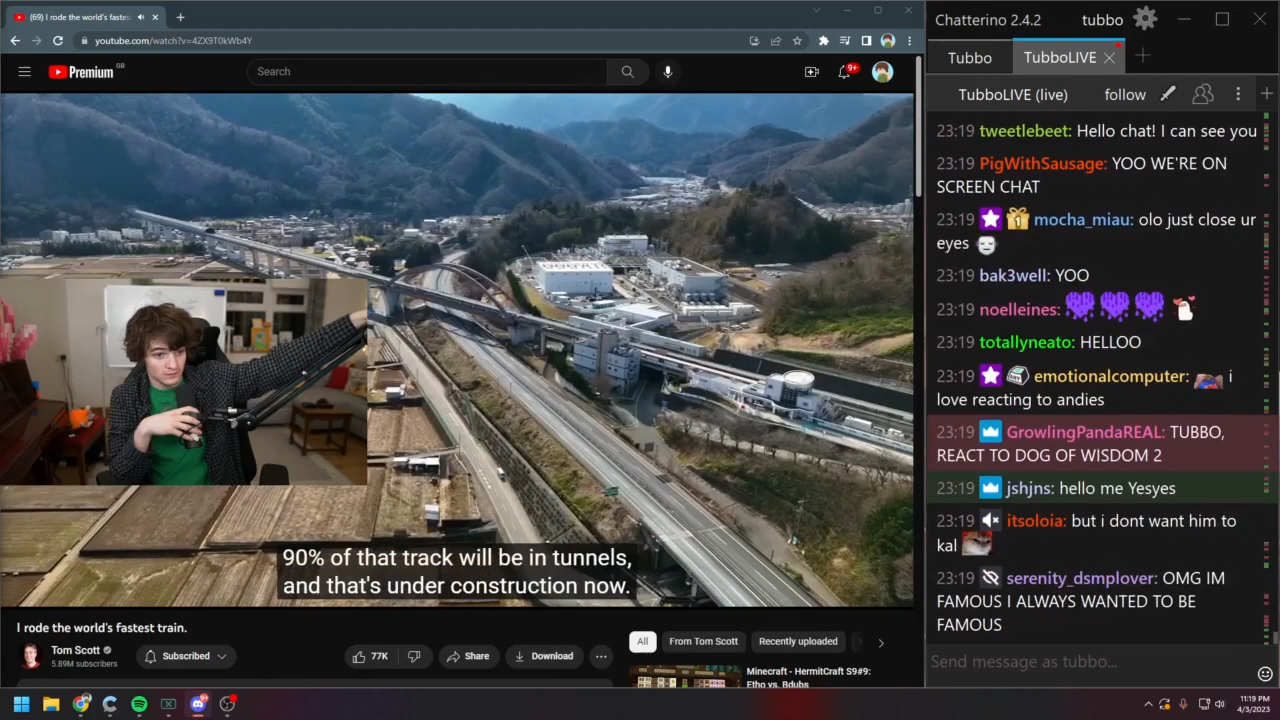 (69) I rode the world's fastes
youtube.com/watch?v=4ZX9T0kWb4Y
Premium GB
Search
9+
90% of that track will be in tunnels,
and that's under construction now.
I rode the world's fastest train.
Tom Scott
5.89M subscribers
Subscribed
77K
Share
Download
All
From Tom Scott
Recently uploaded
Minecraft - HermitCraft S9#9:
Etho vs. Bdubs
Chatterino 2.4.2
tubbo
Tubbo
TubboLIVE
TubboLIVE (live)
follow
23:19 tweetlebeet: Hello chat! I can see you
23:19 PigWithSausage: YOO WE'RE ON
SCREEN CHAT
23:19 mocha_miau: olo just close ur
eyes
23:19 bak3well: YOO
23:19 noelleines:
23:19 totallyneato: HELLOO
23:19 emotionalcomputer: i
love reacting to andies
23:19 GrowlingPandaREAL: TUBBO,
REACT TO DOG OF WISDOM 2
23:19 jshjns: hello me Yesyes
23:19 itsoloia: but i dont want him to
kal
23:19 serenity_dsmplover: OMG IM
FAMOUS I ALWAYS WANTED TO BE
FAMOUS
Send message as tubbo...
11:19 PM
4/3/2023